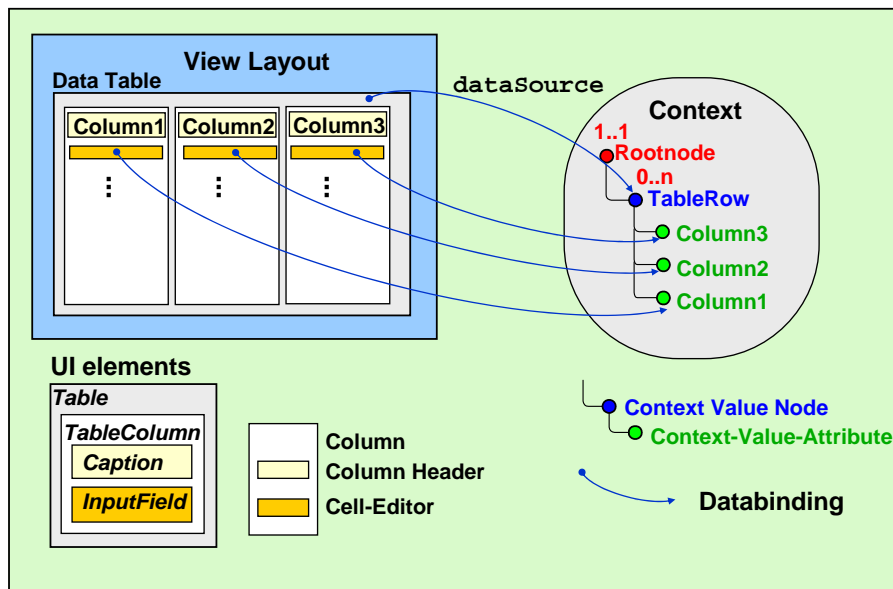 View Layout
Data Table
dataSource
Column1
Column2
Column3
Context
1..1
Rootnode
0..n
TableRow
Column3
Column2
Column1
UI elements
Table
TableColumn
Caption
InputField
Column
Column Header
Cell-Editor
Context Value Node
Context-Value-Attribute
Databinding